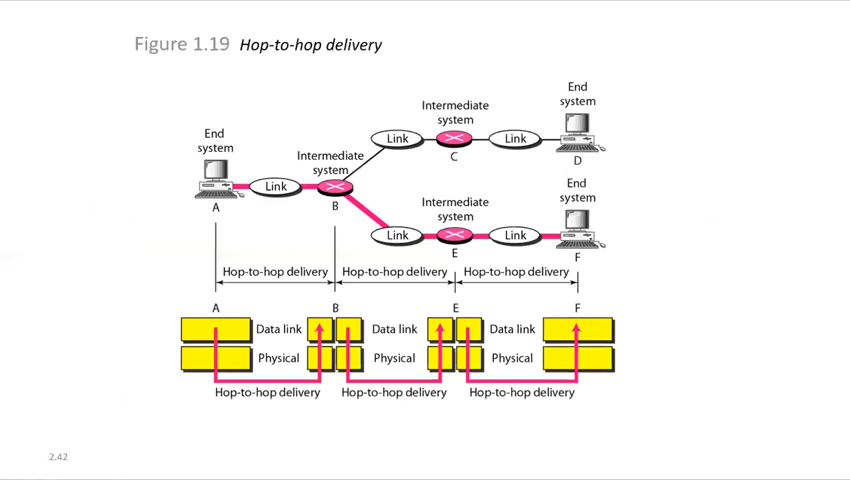 Figure 1.19 Hop-to-hop delivery
End
system
Intermediate
system
Link
Link
C
D
End
system
Intermediate
system
Link
A
B
End
system
Intermediate
system
Link
Link
E
F
Hop-to-hop delivery
Hop-to-hop delivery
Hop-to-hop delivery
A
B
E
F
Data link
Data link
Data link
Physical
Physical
Physical
Hop-to-hop delivery
Hop-to-hop delivery
Hop-to-hop delivery
2.42